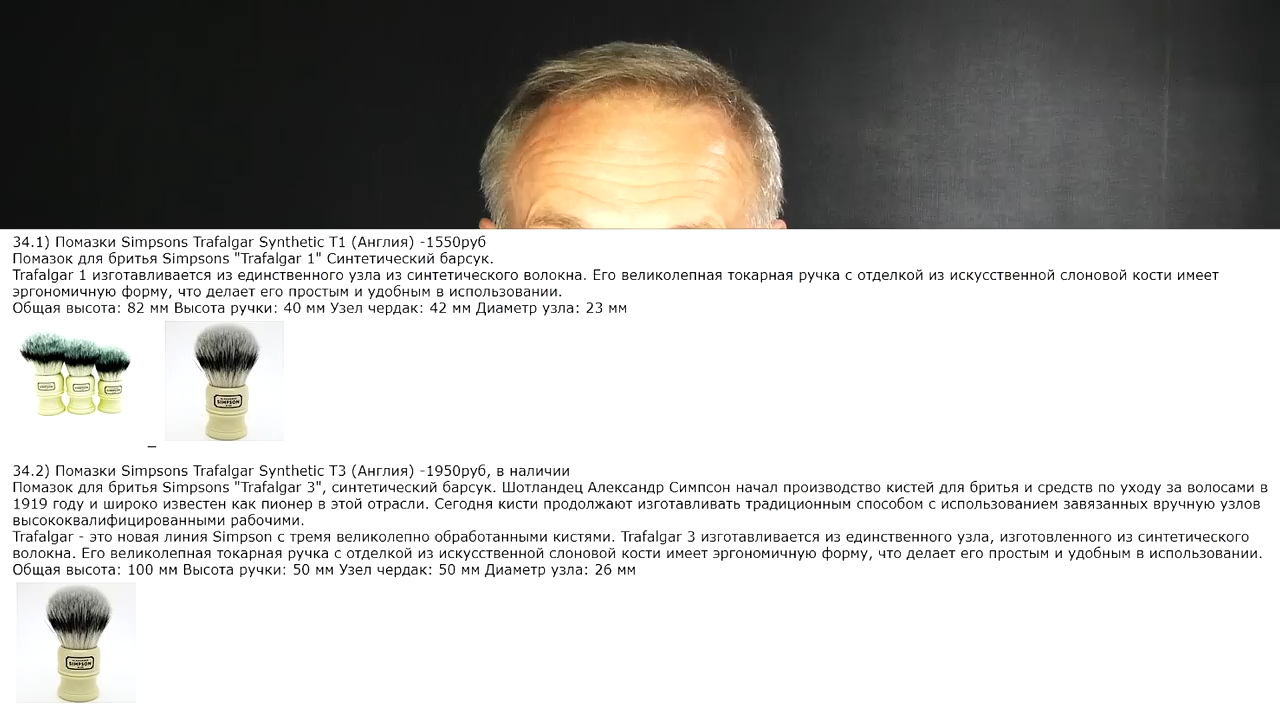 34.1) Помазки Simpsons Trafalgar Synthetic T1 (Англия) -1550руб
Помазок для бритья Simpsons "Trafalgar 1" Синтетический барсук.
Trafalgar 1 изготавливается из единственного узла из синтетического волокна. Его великолепная токарная ручка с отделкой из искусственной слоновой кости имеет
эргономичную форму, что делает его простым и удобным в использовании.
Общая высота: 82 мм Высота ручки: 40 мм Узел чердак: 42 мм Диаметр узла: 23 мм
SIMPSON
34.2) Помазки Simpsons Trafalgar Synthetic T3 (Англия) -1950руб, в наличии
Помазок для бритья Simpsons "Trafalgar 3", синтетический барсук. Шотландец Александр Симпсон начал производство кистей для бритья и средств по уходу за волосами в
1919 году и широко известен как пионер в этой отрасли. Сегодня кисти продолжают изготавливать традиционным способом с использованием завязанных вручную узлов
высококвалифицированными рабочими.
Trafalgar - это новая линия Simpson с тремя великолепно обработанными кистями. Trafalgar 3 изготавливается из единственного узла, изготовленного из синтетического
волокна. Его великолепная токарная ручка с отделкой из искусственной слоновой кости имеет эргономичную форму, что делает его простым и удобным в использовании.
Общая высота: 100 мм Высота ручки: 50 мм Узел чердак: 50 мм Диаметр узла: 26 мм
SIMPSON